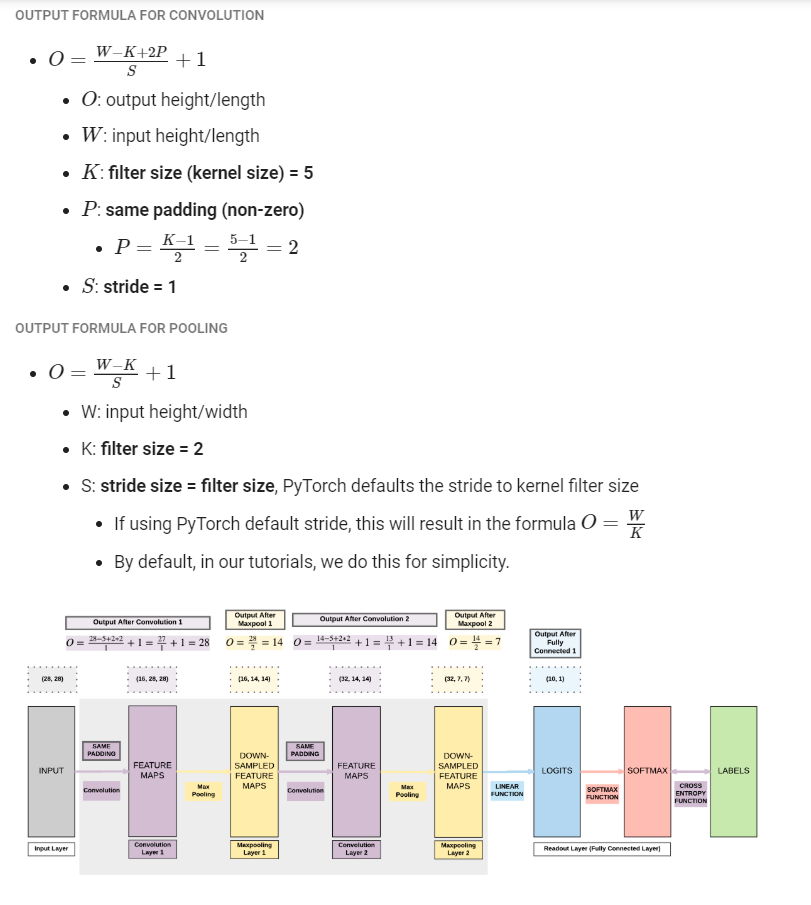 OUTPUT FORMULA FOR CONVOLUTION
• O = \frac{W-K+2P}{S} + 1
• O: output height/length
• W: input height/length
• K: filter size (kernel size) = 5
• P: same padding (non-zero)
• P = \frac{K-1}{2} = \frac{5-1}{2} = 2
• S: stride = 1
OUTPUT FORMULA FOR POOLING
• O = \frac{W-K}{S} + 1
• W: input height/width
• K: filter size = 2
• S: stride size = filter size, PyTorch defaults the stride to kernel filter size
• If using PyTorch default stride, this will result in the formula O = \frac{W}{K}
• By default, in our tutorials, we do this for simplicity.
Output After Convolution 1
O = \frac{28-5+2*2}{1} + 1 = \frac{27}{1} + 1 = 28
Output After
Maxpool 1
O = \frac{28}{2} = 14
Output After Convolution 2
O = \frac{14-5+2*2}{1} + 1 = \frac{13}{1} + 1 = 14
Output After
Maxpool 2
O = \frac{14}{2} = 7
Output After
Fully
Connected 1
(28, 28)
(16, 28, 28)
(16, 14, 14)
(32, 14, 14)
(32, 7, 7)
(10, 1)
INPUT
SAME
PADDING
Convolution
FEATURE
MAPS
Max
Pooling
DOWN-
SAMPLED
FEATURE
MAPS
SAME
PADDING
Convolution
FEATURE
MAPS
Max
Pooling
DOWN-
SAMPLED
FEATURE
MAPS
LINEAR
FUNCTION
LOGITS
SOFTMAX
FUNCTION
SOFTMAX
CROSS
ENTROPY
FUNCTION
LABELS
Input Layer
Convolution
Layer 1
Maxpooling
Layer 1
Convolution
Layer 2
Maxpooling
Layer 2
Readout Layer (Fully Connected Layer)